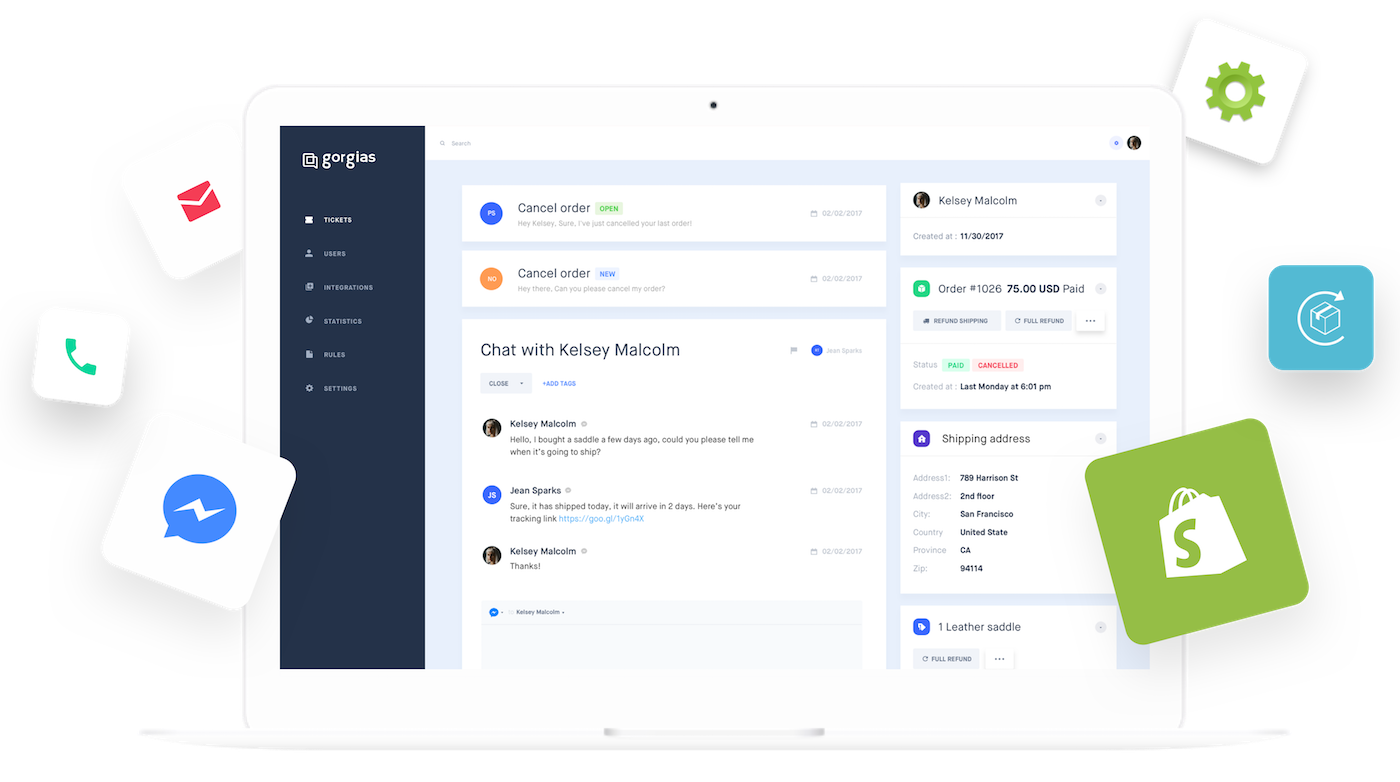 gorgias
TICKETS
USERS
INTEGRATIONS
STATISTICS
RULES
SETTINGS
Search
PS
Cancel order OPEN
02/02/2017
Hey Kelsey, Sure, I've just cancelled your last order!
NO
Cancel order NEW
02/02/2017
Hey there, Can you please cancel my order?
Chat with Kelsey Malcolm
Jean Sparks
CLOSE
+ADD TAGS
Kelsey Malcolm
02/02/2017
Hello, I bought a saddle a few days ago, could you please tell me
when it's going to ship?
JS
Jean Sparks
02/02/2017
Sure, it has shipped today, it will arrive in 2 days. Here's your
tracking link https://goo.gl/1yGn4X
Kelsey Malcolm
02/02/2017
Thanks!
Kelsey Malcolm
Kelsey Malcolm
Created at : 11/30/2017
Order #1026 75.00 USD Paid
REFUND SHIPPING
FULL REFUND
Status PAID CANCELLED
Created at : Last Monday at 6:01 pm
Shipping address
Address1: 789 Harrison St
Address2: 2nd floor
City: San Francisco
Country United State
Province CA
Zip: 94114
1 Leather saddle
FULL REFUND
S